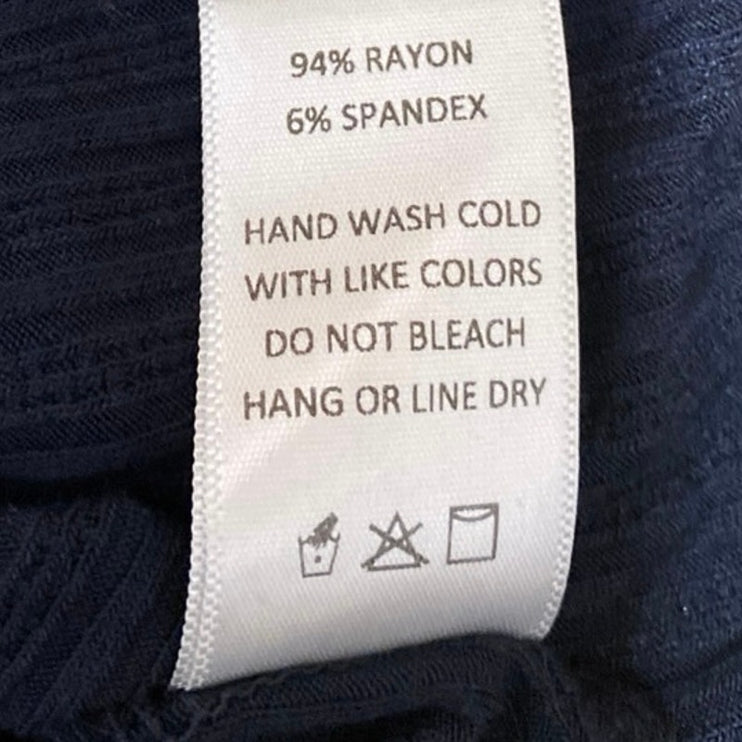 94% RAYON
6% SPANDEX
HAND WASH COLD
WITH LIKE COLORS
DO NOT BLEACH
HANG OR LINE DRY